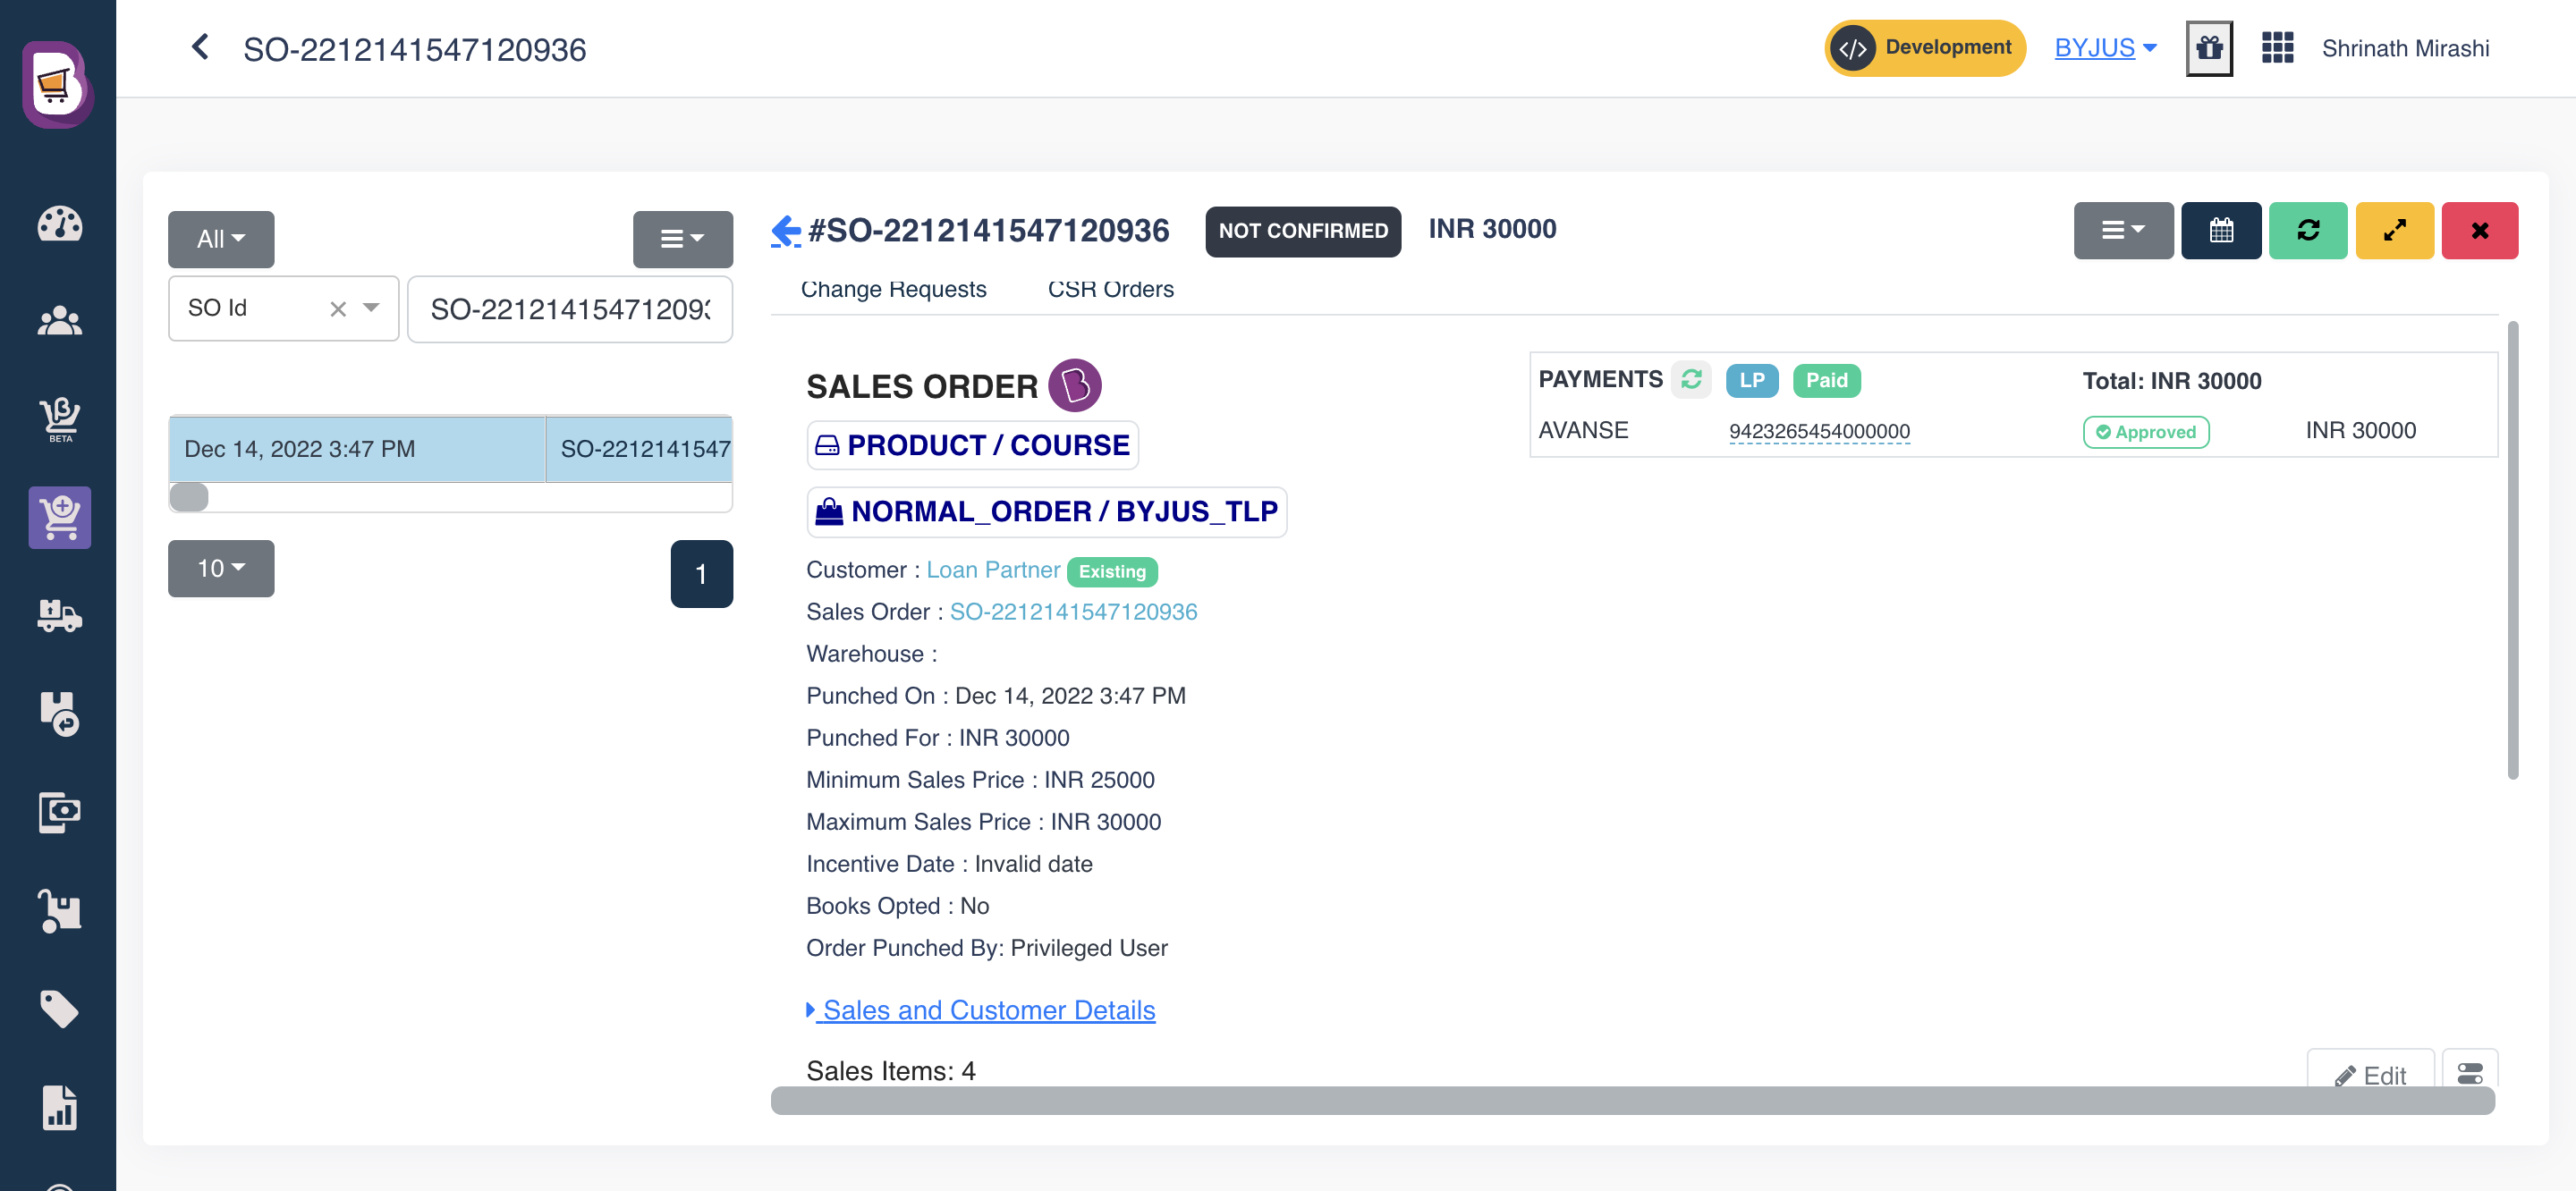 SO-2212141547120936
Development
BYJUS
Shrinath Mirashi
BETA
All
SO Id
SO-221214154712093
Dec 14, 2022 3:47 PM
SO-2212141547
10
1
#SO-2212141547120936
NOT CONFIRMED
INR 30000
Change Requests
CSR Orders
SALES ORDER
PRODUCT / COURSE
NORMAL_ORDER / BYJUS_TLP
Customer : Loan Partner Existing
Sales Order : SO-2212141547120936
Warehouse :
Punched On : Dec 14, 2022 3:47 PM
Punched For : INR 30000
Minimum Sales Price : INR 25000
Maximum Sales Price : INR 30000
Incentive Date : Invalid date
Books Opted : No
Order Punched By: Privileged User
Sales and Customer Details
Sales Items: 4
Edit
PAYMENTS LP Paid Total: INR 30000
AVANSE 9423265454000000 Approved INR 30000